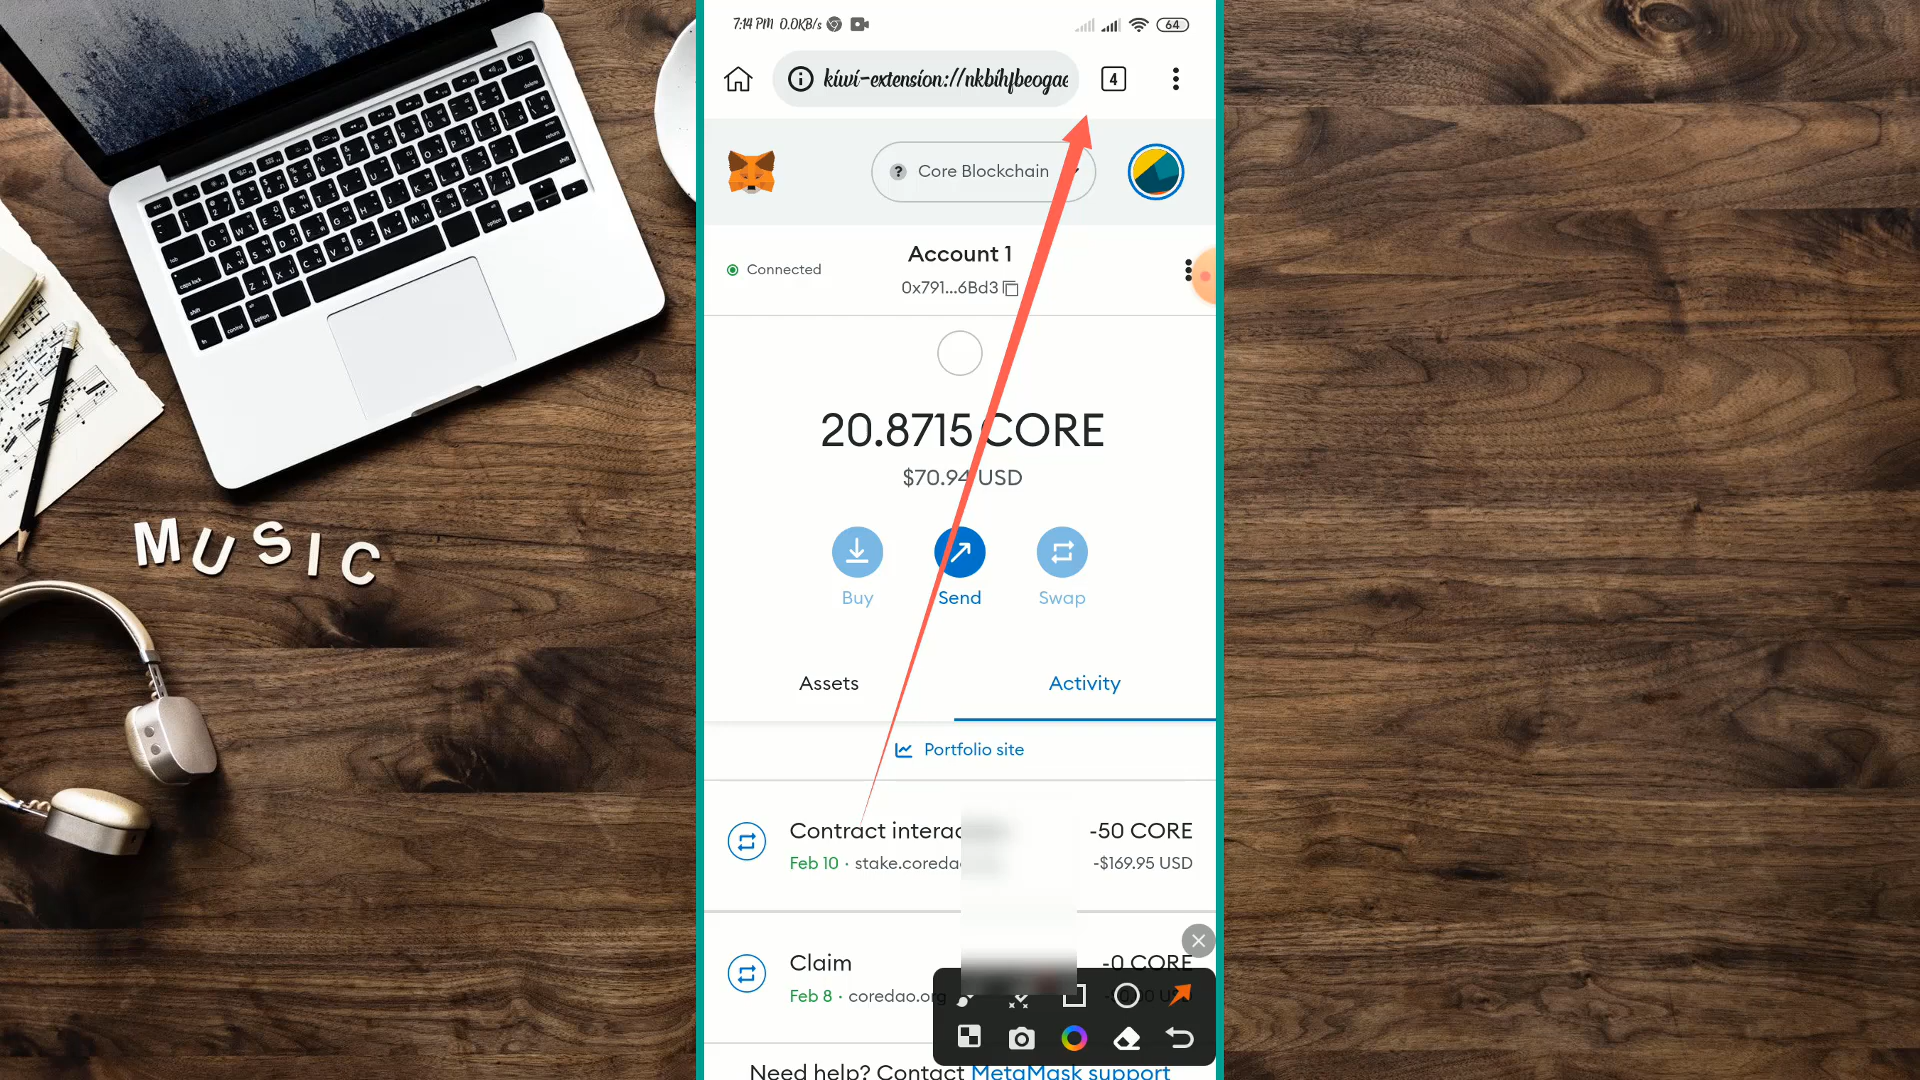 7:14 PM 0.0KB/s 64
kiwi-extension://nkbihfbeogae
4
Core Blockchain
Connected
Account 1
0x791...6Bd3
20.8715 CORE
$70.94 USD
Buy
Send
Swap
Assets
Activity
Portfolio site
Contract interac
-50 CORE
Feb 10 · stake.coreda
-$169.95 USD
Claim
-0 CORE
Feb 8 · coredao.org
Need help? Contact MetaMask support
MUSIC